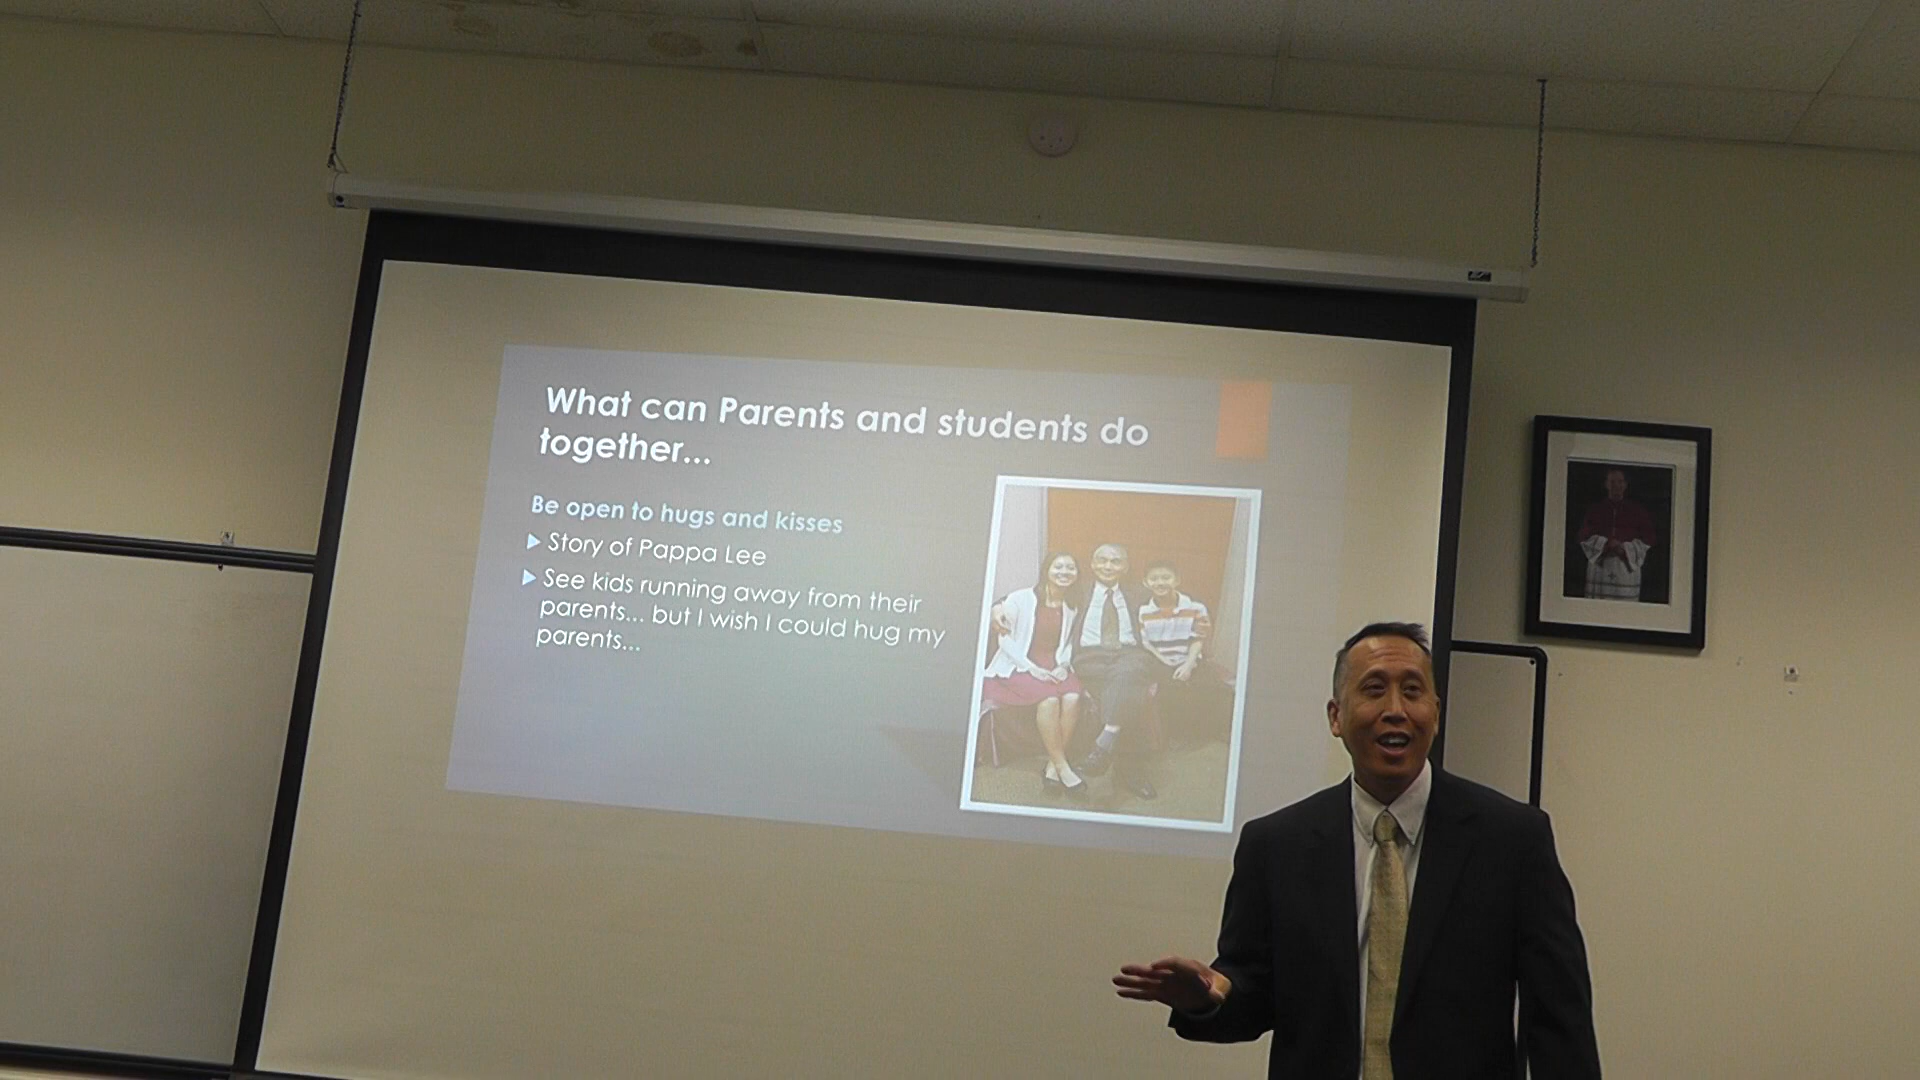 What can Parents and students do
together...
Be open to hugs and kisses
Story of Pappa Lee
See kids running away from their
parents... but I wish I could hug my
parents...